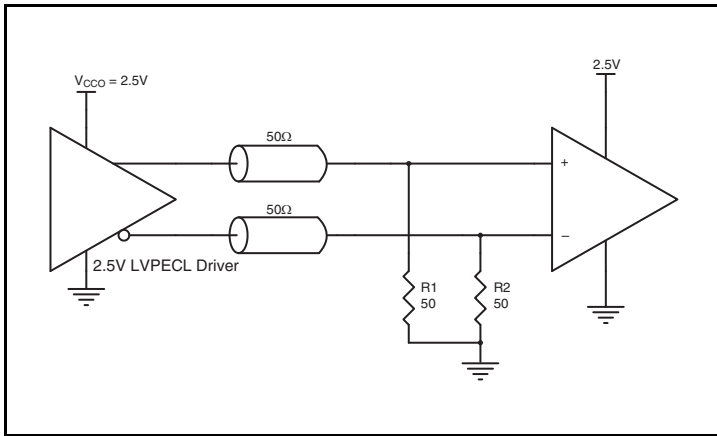 V_CCO = 2.5V
2.5V
50Ω
+
50Ω
–
2.5V LVPECL Driver
R1
50
R2
50